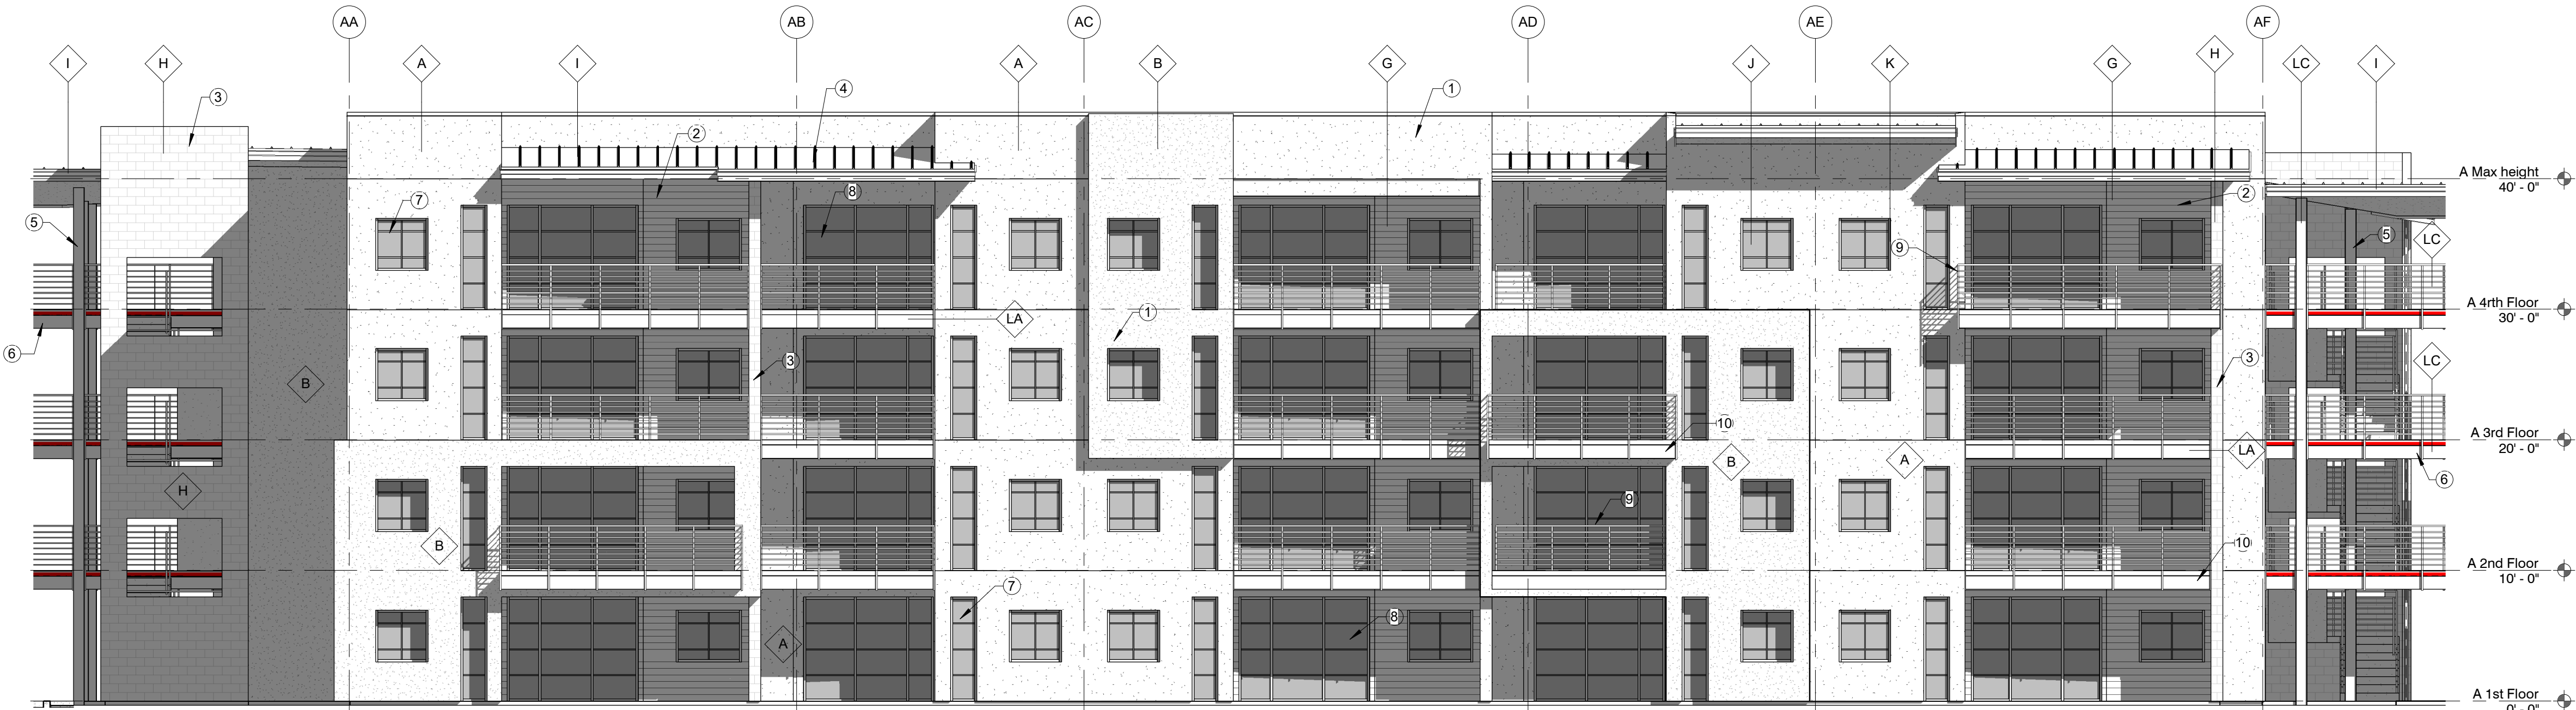 AA
AB
AC
AD
AE
AF
I
H
A
I
A
B
G
J
K
G
H
LC
I
3
4
1
2
A Max height
40' - 0"
8
7
2
5
5
9
LC
A 4rth Floor
30' - 0"
LA
1
6
3
3
LC
B
10
A 3rd Floor
20' - 0"
B
A
LA
6
H
9
B
10
A 2nd Floor
10' - 0"
7
8
A
A 1st Floor
0' - 0"